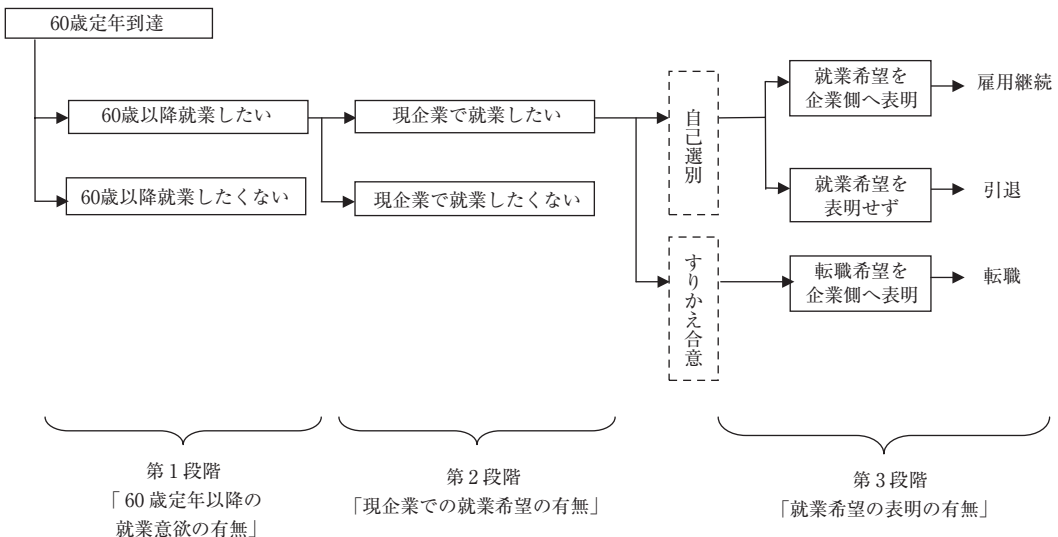 60歳定年到達
60歳以降就業したい
60歳以降就業したくない
現企業で就業したい
現企業で就業したくない
自己選別
すりかえ合意
就業希望を
企業側へ表明
就業希望を
表明せず
転職希望を
企業側へ表明
雇用継続
引退
転職
第1段階
「60歳定年以降の
就業意欲の有無」
第2段階
「現企業での就業希望の有無」
第3段階
「就業希望の表明の有無」